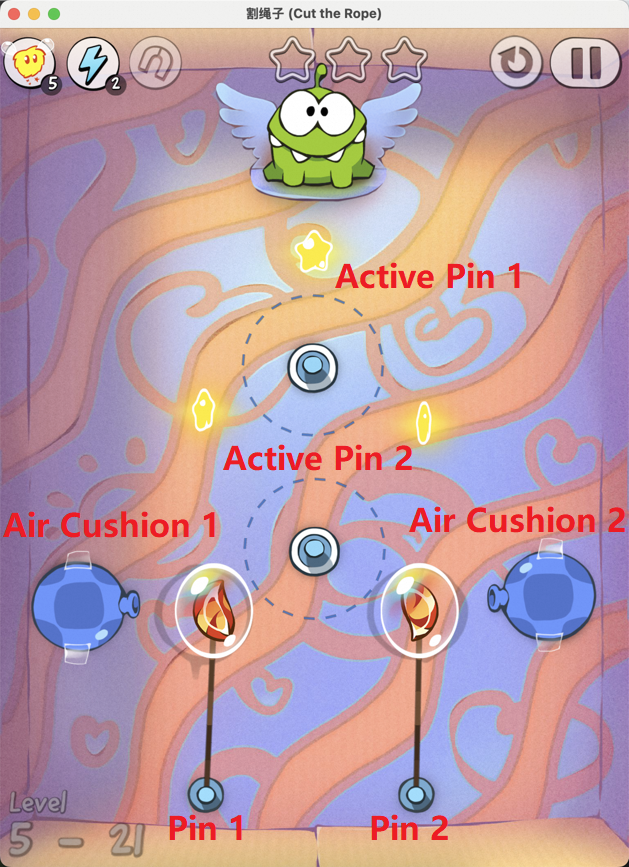 割绳子 (Cut the Rope)
5
2
Active Pin 1
Active Pin 2
Air Cushion 1
Air Cushion 2
Level
5 - 21
Pin 1
Pin 2